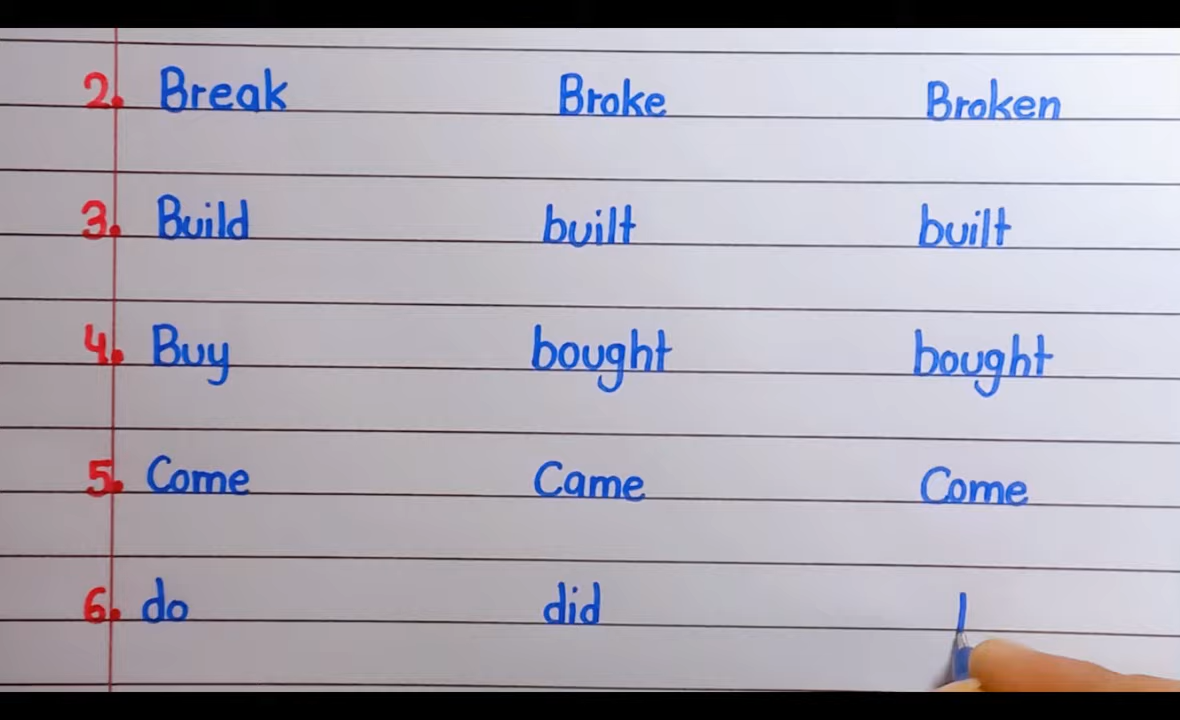 2. Break Broke Broken
3. Build built built
4. Buy bought bought
5. Come Came Come
6. do did